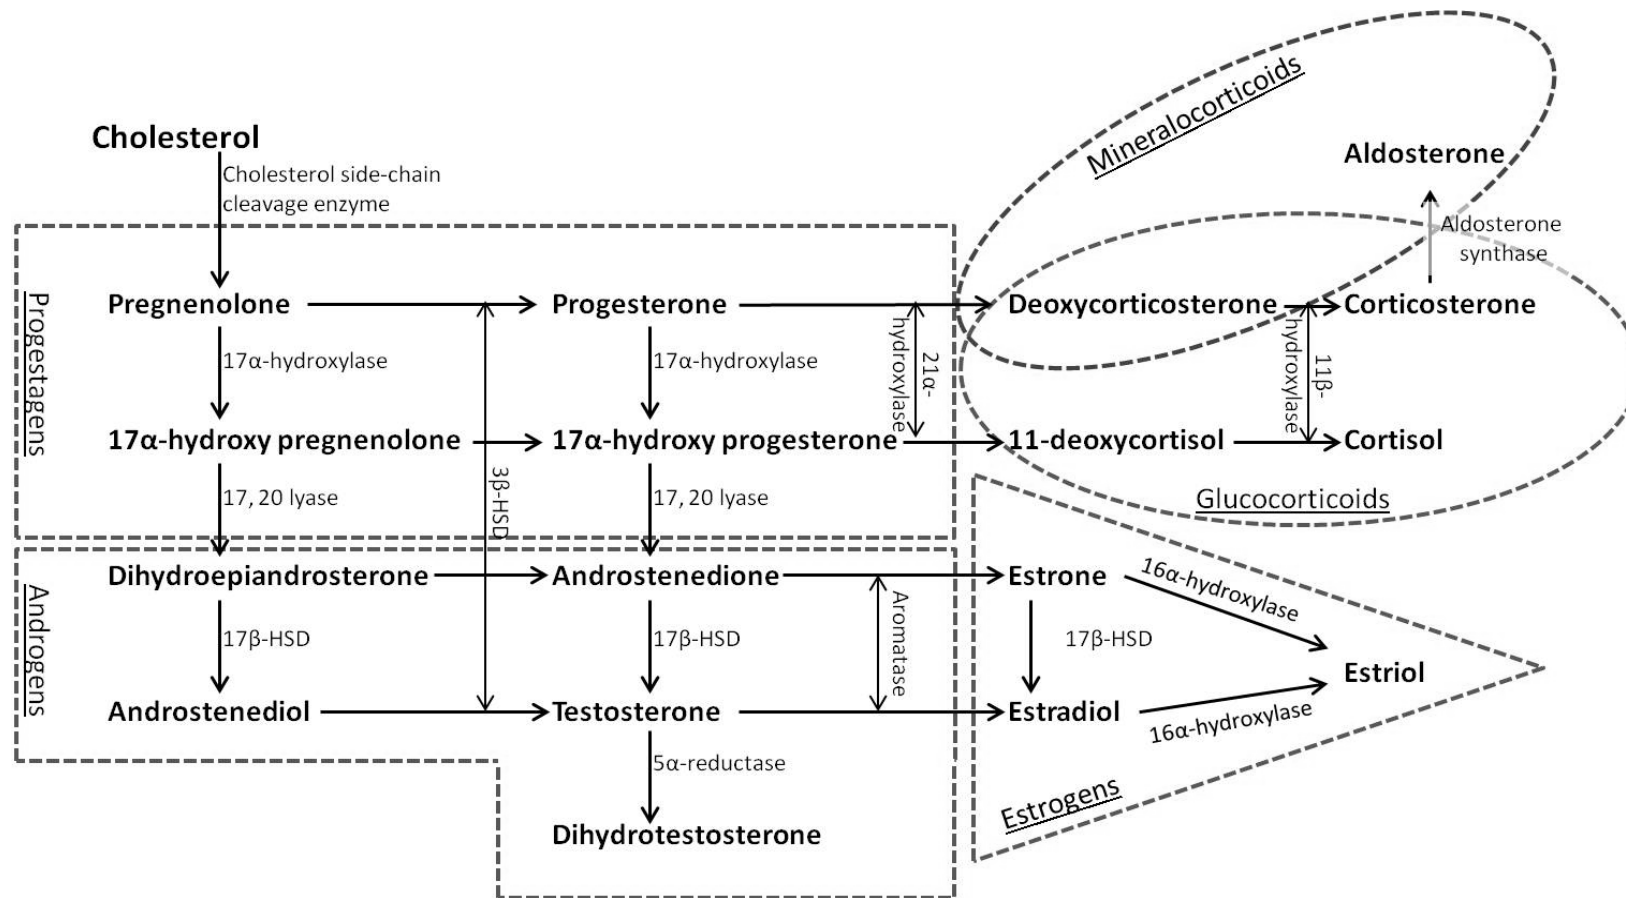 Mineralocorticoids
Cholesterol
Aldosterone
Cholesterol side-chain
cleavage enzyme
Aldosterone
synthase
Progestagens
Pregnenolone
Progesterone
Deoxycorticosterone
Corticosterone
17α-hydroxylase
17α-hydroxylase
21α-
hydroxylase
11β-
hydroxylase
17α-hydroxy pregnenolone
17α-hydroxy progesterone
11-deoxycortisol
Cortisol
17, 20 lyase
3β-HSD
17, 20 lyase
Glucocorticoids
Androgens
Dihydroepiandrosterone
Androstenedione
Estrone
16α-hydroxylase
17β-HSD
17β-HSD
Aromatase
17β-HSD
Estriol
Androstenediol
Testosterone
Estradiol
16α-hydroxylase
5α-reductase
Estrogens
Dihydrotestosterone